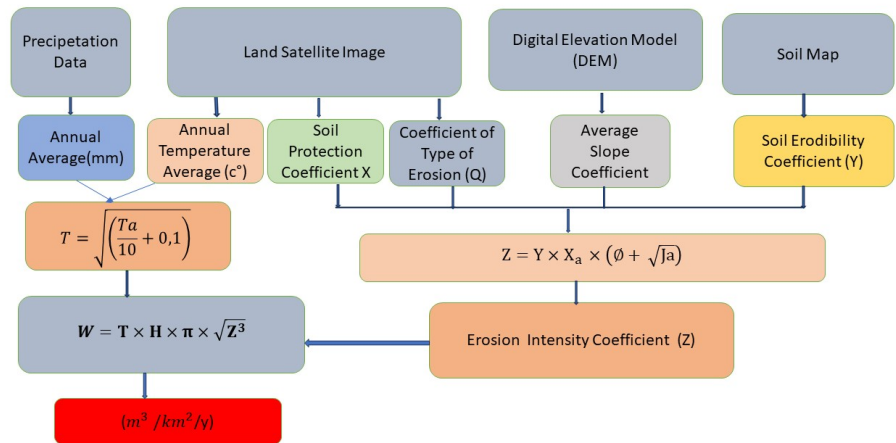 Precipetation
Data
Land Satellite Image
Digital Elevation Model
(DEM)
Soil Map
Annual
Average(mm)
Annual
Temperature
Average (c°)
Soil
Protection
Coefficient X
Coefficient of
Type of
Erosion (Q)
Average
Slope
Coefficient
Soil Erodibility
Coefficient (Y)
T = √((Ta/10 + 0,1))
Z = Y × Xₐ × (∅ + √Ja)
W = T × H × π × √Z³
Erosion Intensity Coefficient (Z)
(m³ /km²/y)